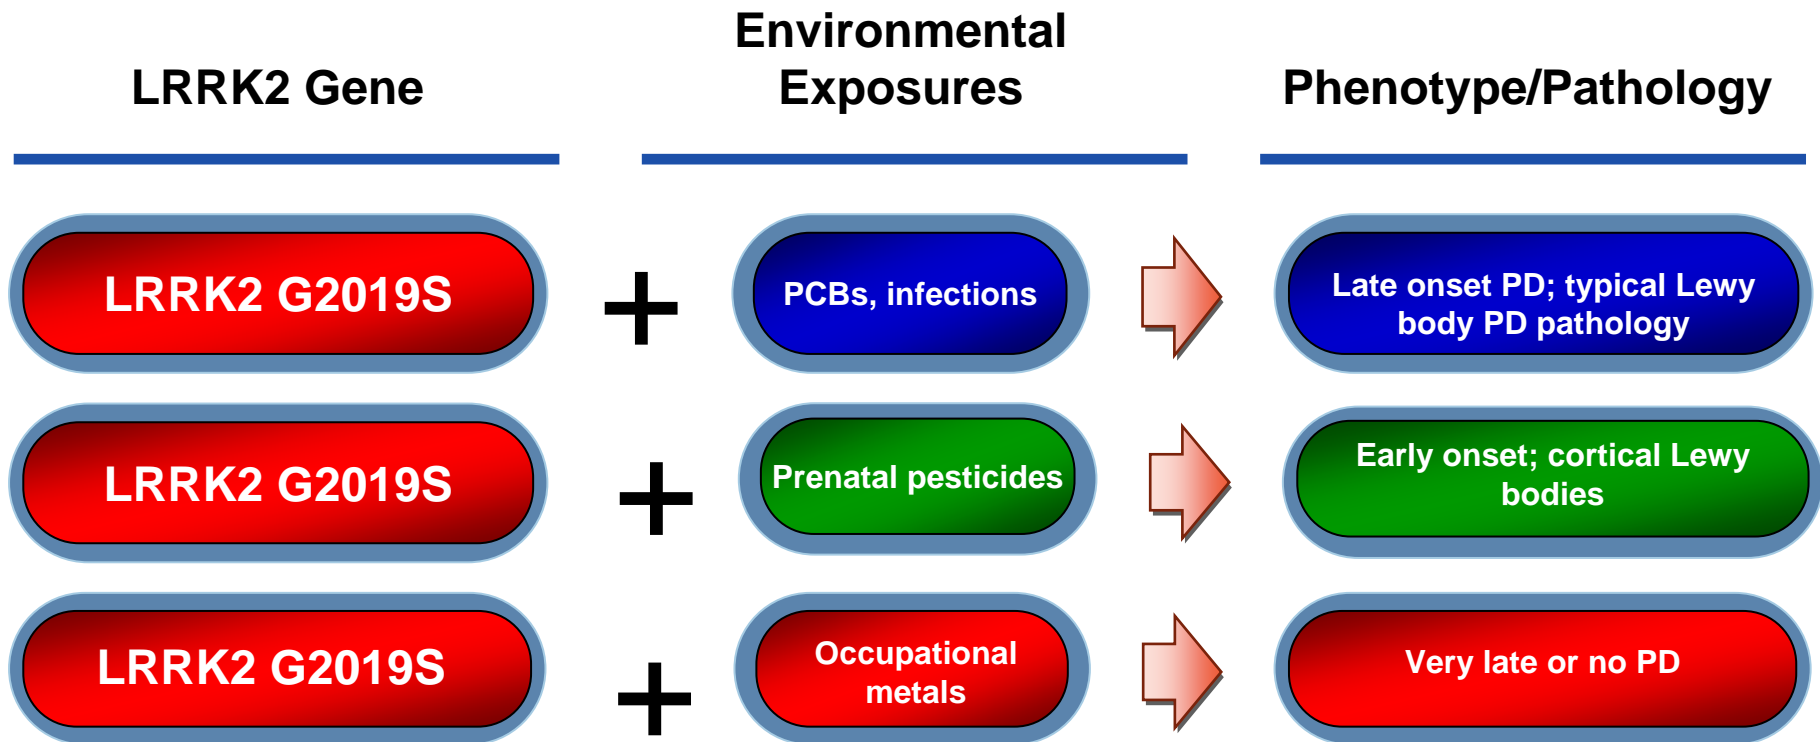 LRRK2 Gene
Environmental
Exposures
Phenotype/Pathology
LRRK2 G2019S
+
PCBs, infections
Late onset PD; typical Lewy
body PD pathology
LRRK2 G2019S
+
Prenatal pesticides
Early onset; cortical Lewy
bodies
LRRK2 G2019S
+
Occupational
metals
Very late or no PD